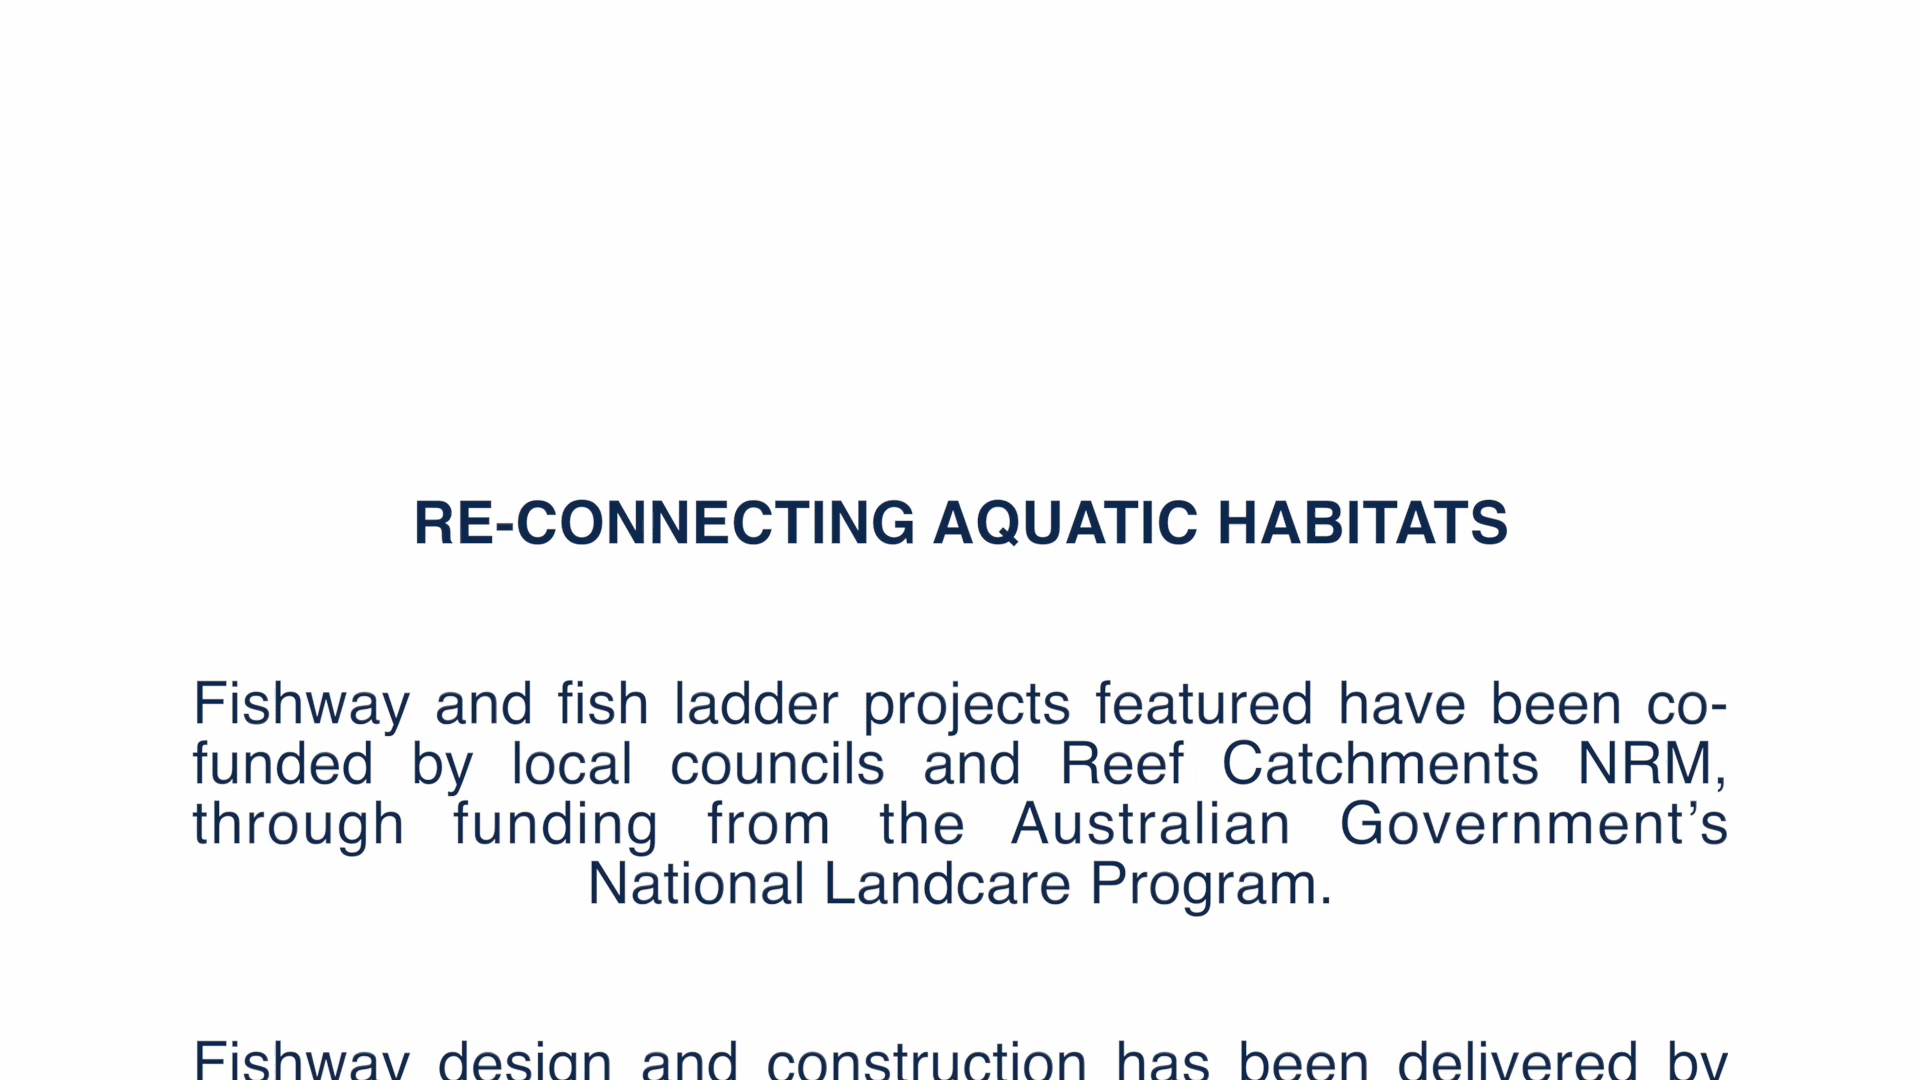 RE-CONNECTING AQUATIC HABITATS
Fishway and fish ladder projects featured have been co-
funded by local councils and Reef Catchments NRM,
through funding from the Australian Government’s
National Landcare Program.
Fishway design and construction has been delivered by